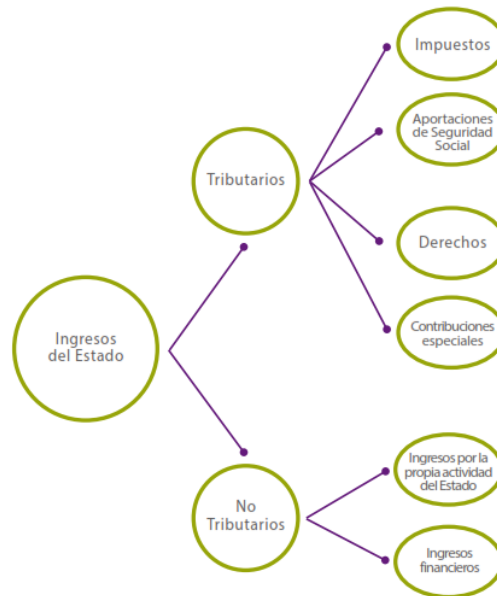 Impuestos
Aportaciones
de Seguridad
Social
Tributarios
Derechos
Contribuciones
especiales
Ingresos
del Estado
Ingresos por la
propia actividad
del Estado
No
Tributarios
Ingresos
financieros